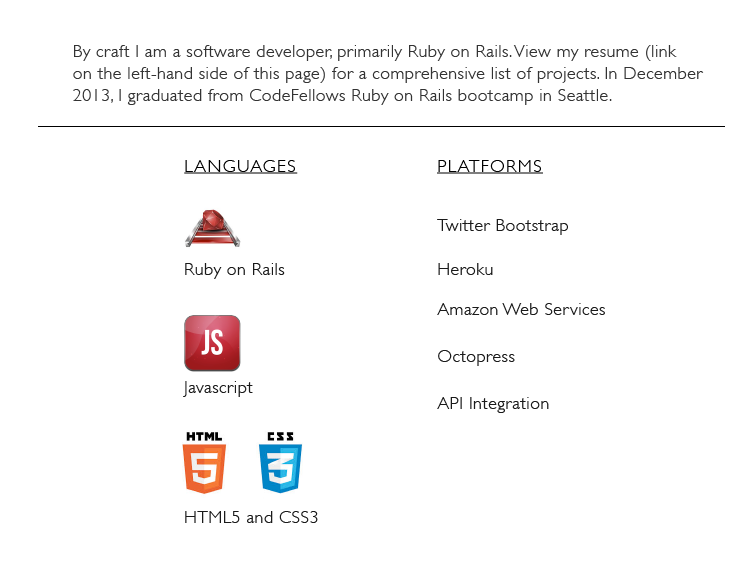 By craft I am a software developer, primarily Ruby on Rails. View my resume (link
on the left-hand side of this page) for a comprehensive list of projects. In December
2013, I graduated from CodeFellows Ruby on Rails bootcamp in Seattle.
LANGUAGES
Ruby on Rails
JS
Javascript
HTML CSS
5 3
HTML5 and CSS3
PLATFORMS
Twitter Bootstrap
Heroku
Amazon Web Services
Octopress
API Integration